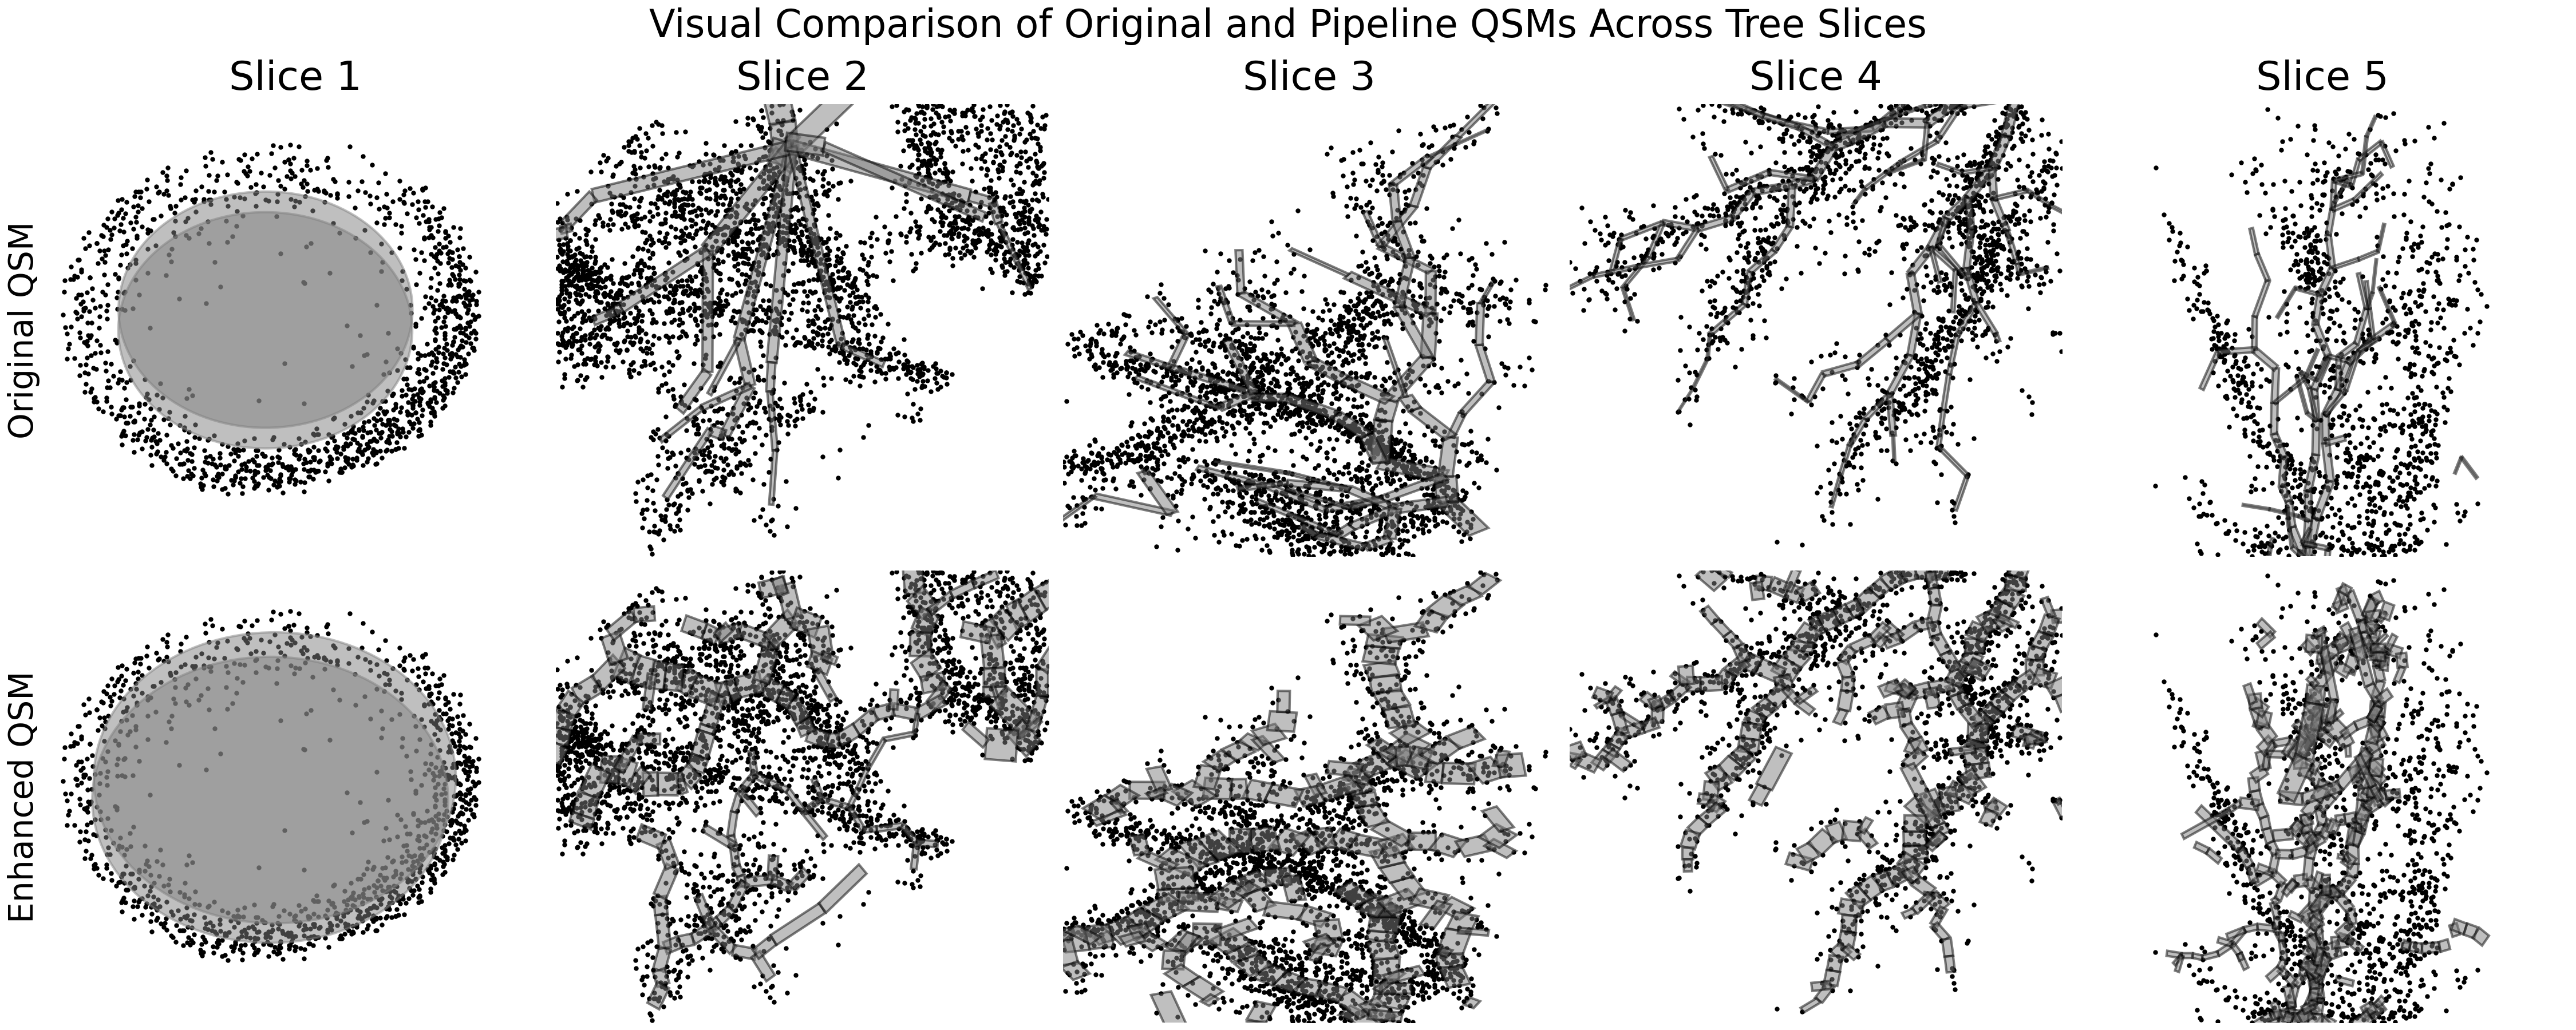 Visual Comparison of Original and Pipeline QSMs Across Tree Slices
Slice 1
Slice 2
Slice 3
Slice 4
Slice 5
Original QSM
Enhanced QSM